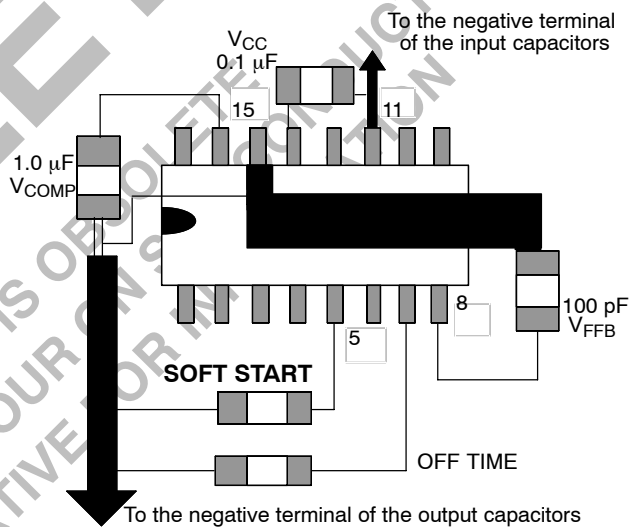 To the negative terminal
of the input capacitors
VCC
0.1 μF
15
11
1.0 μF
VCOMP
8
100 pF
VFFB
5
SOFT START
OFF TIME
To the negative terminal of the output capacitors